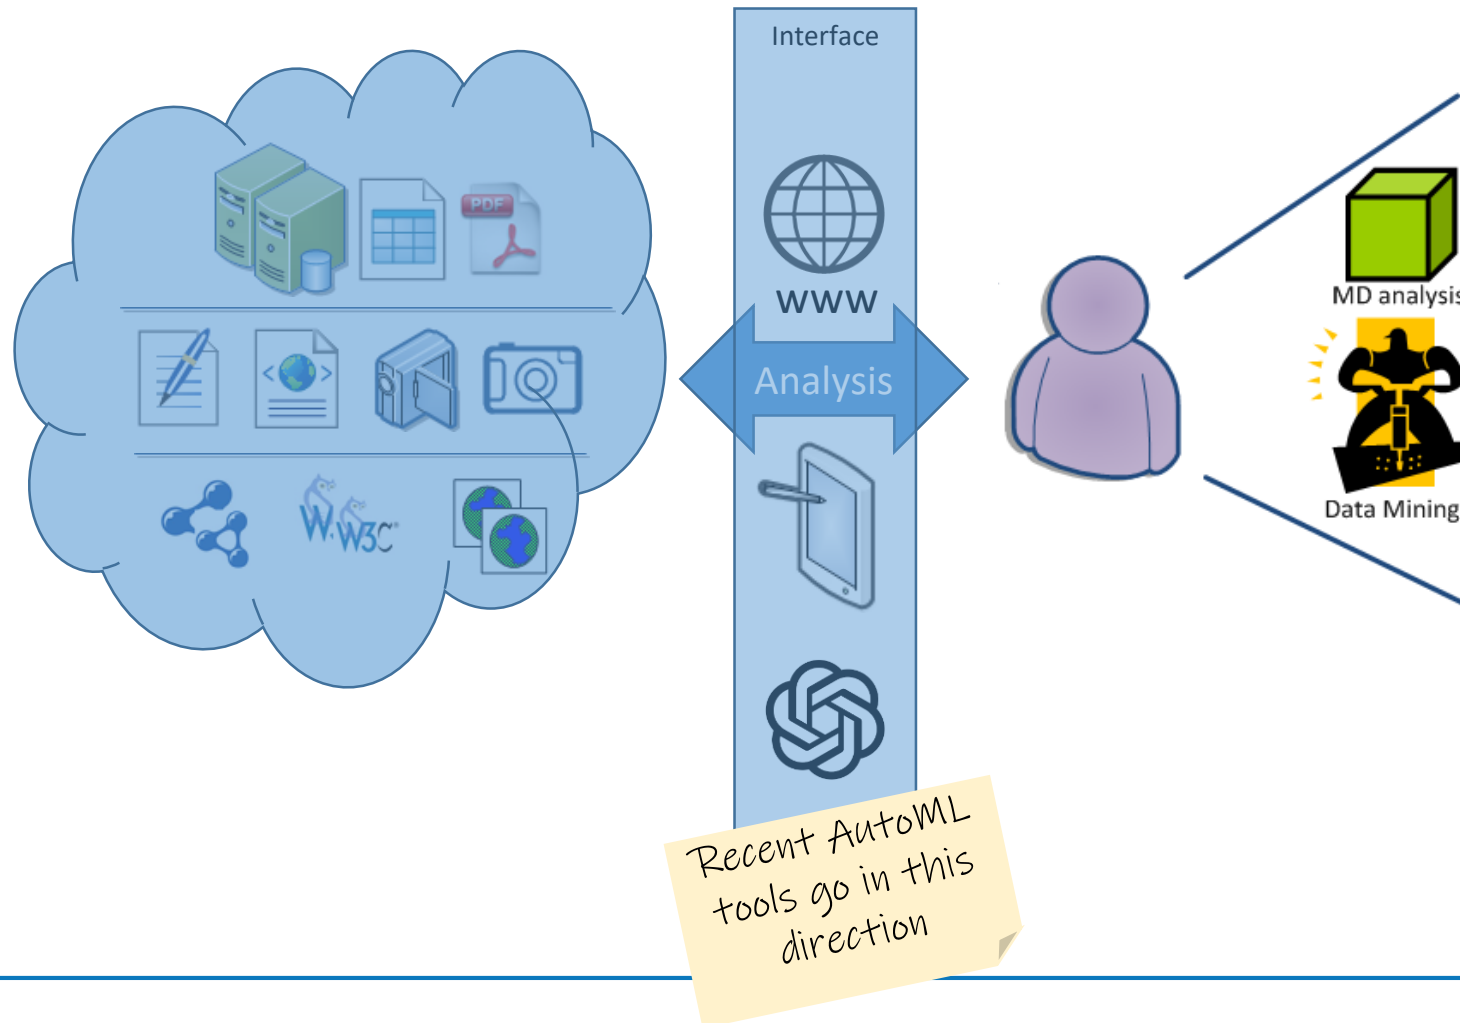 Interface
PDF
WWW
MD analysis
Analysis
W3C
Data Mining
Recent AutoML
tools go in this
direction